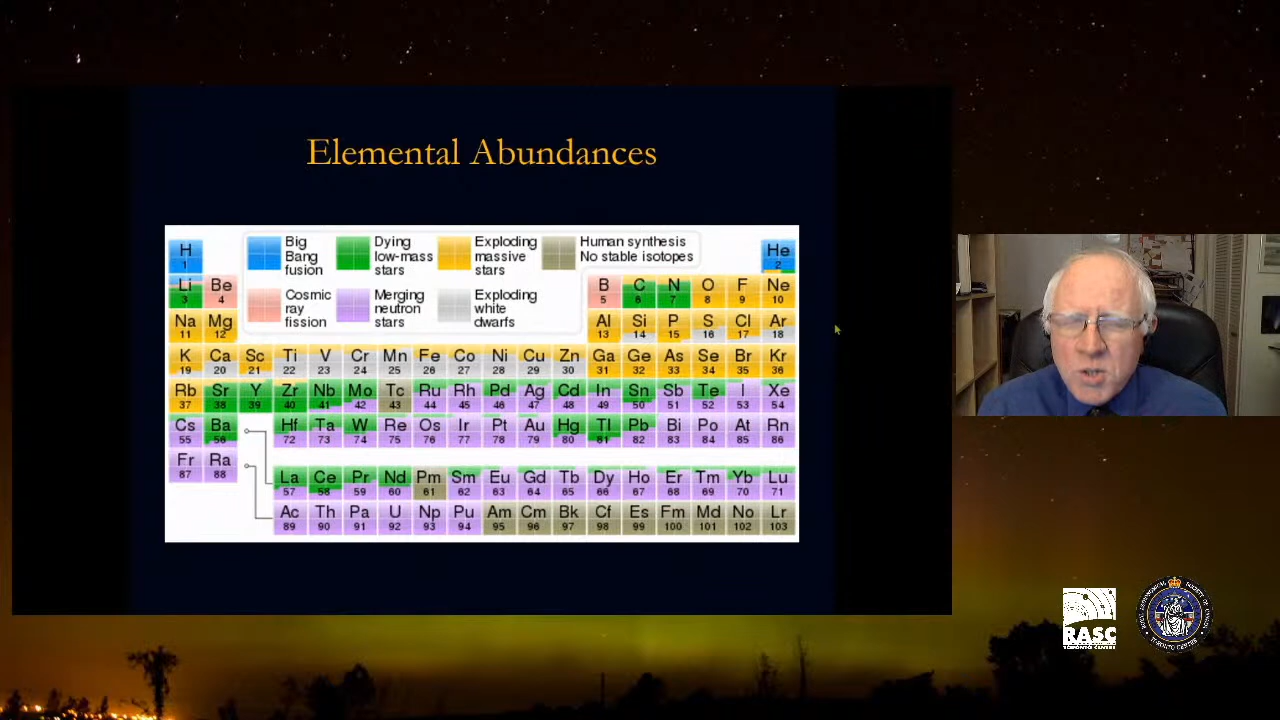 Elemental Abundances
H
1
Big
Bang
fusion
Dying
low-mass
stars
Exploding
massive
stars
Human synthesis
No stable isotopes
He
2
Cosmic
ray
fission
Merging
neutron
stars
Exploding
white
dwarfs
Li Be B C N O F Ne
3 4 5 6 7 8 9 10
Na Mg Al Si P S Cl Ar
11 12 13 14 15 16 17 18
K Ca Sc Ti V Cr Mn Fe Co Ni Cu Zn Ga Ge As Se Br Kr
19 20 21 22 23 24 25 26 27 28 29 30 31 32 33 34 35 36
Rb Sr Y Zr Nb Mo Tc Ru Rh Pd Ag Cd In Sn Sb Te I Xe
37 38 39 40 41 42 43 44 45 46 47 48 49 50 51 52 53 54
Cs Ba Hf Ta W Re Os Ir Pt Au Hg Tl Pb Bi Po At Rn
55 56 72 73 74 75 76 77 78 79 80 81 82 83 84 85 86
Fr Ra
87 88
La Ce Pr Nd Pm Sm Eu Gd Tb Dy Ho Er Tm Yb Lu
57 58 59 60 61 62 63 64 65 66 67 68 69 70 71
Ac Th Pa U Np Pu Am Cm Bk Cf Es Fm Md No Lr
89 90 91 92 93 94 95 96 97 98 99 100 101 102 103
RASC
TORONTO CENTRE